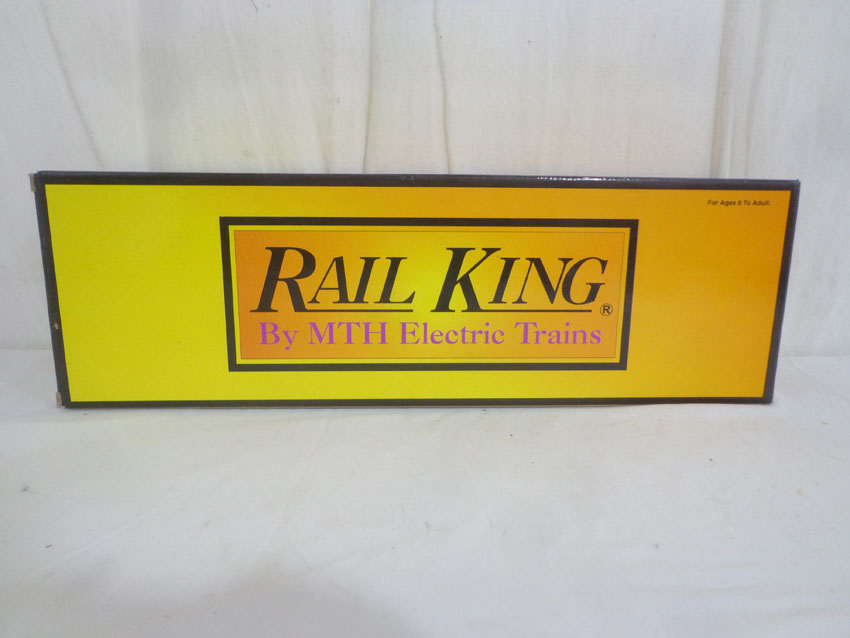 For Ages 8 To Adult.
RAIL KING®
By MTH Electric Trains